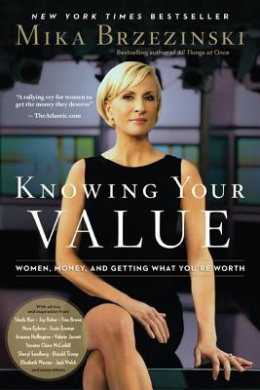 NEW YORK TIMES BESTSELLER
MIKA BRZEZINSKI
Bestselling author of All Things at Once
"A rallying cry for women to
get the money they deserve"
— TheAtlantic.com
KNOWING YOUR
VALUE
WOMEN, MONEY, AND GETTING WHAT YOU'RE WORTH
With advice and
inspiration from
Sheila Bair • Joy Behar • Tina Brown
Nora Ephron • Susie Essman
Arianna Huffington • Valerie Jarrett
Senator Claire McCaskill
Sheryl Sandberg • Donald Trump
Elizabeth Warren • Jack Welch
and many others